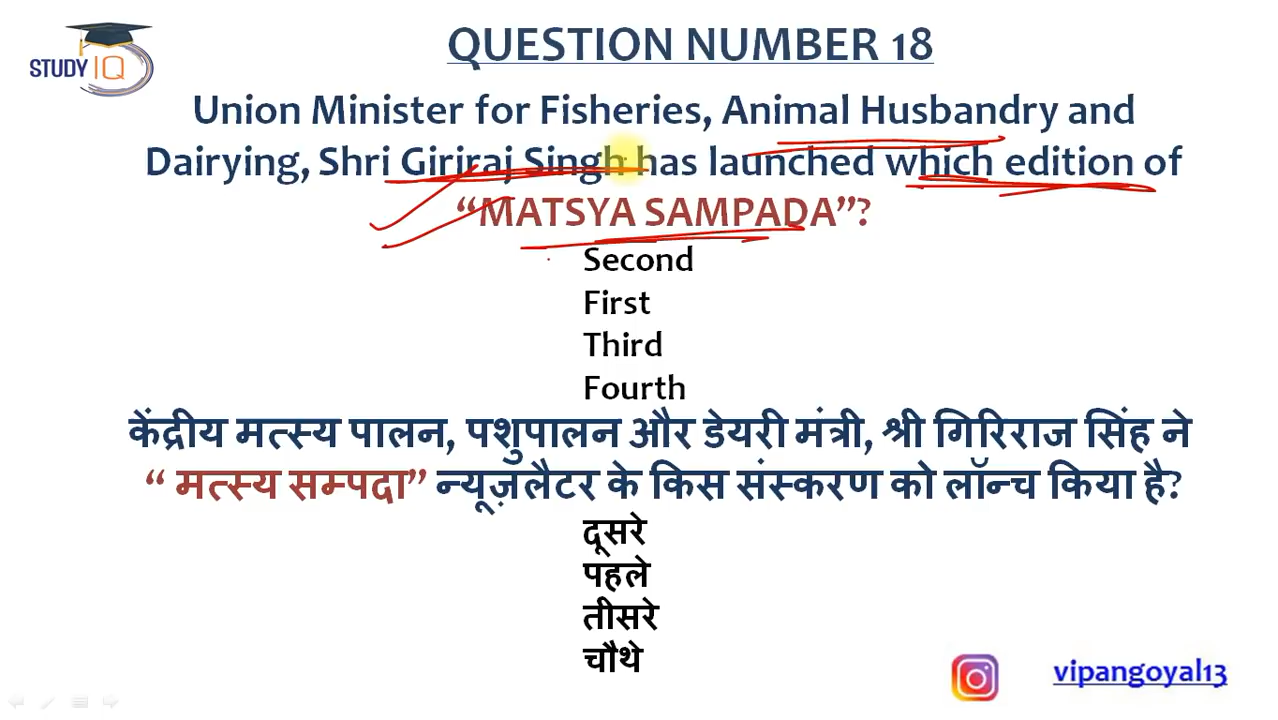 STUDY IQ
QUESTION NUMBER 18
Union Minister for Fisheries, Animal Husbandry and
Dairying, Shri Giriraj Singh has launched which edition of
“MATSYA SAMPADA”?
Second
First
Third
Fourth
केंद्रीय मत्स्य पालन, पशुपालन और डेयरी मंत्री, श्री गिरिराज सिंह ने
“ मत्स्य सम्पदा” न्यूज़लैटर के किस संस्करण को लॉन्च किया है?
दूसरे
पहले
तीसरे
चौथे
vipangoyal13